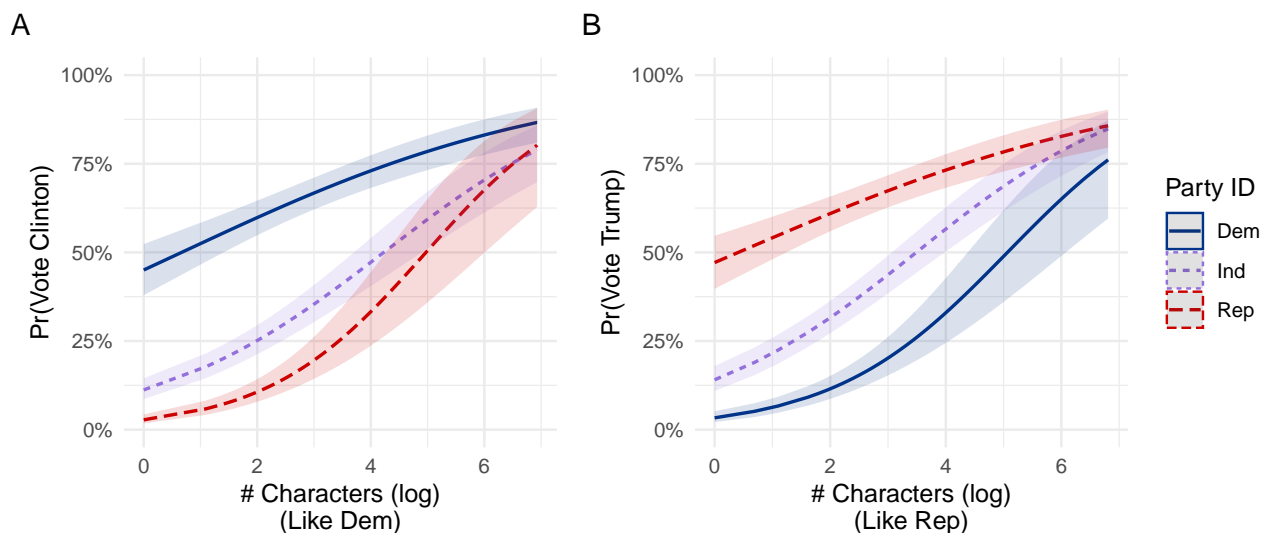 A
Pr(Vote Clinton)
100%
75%
50%
25%
0%
0 2 4 6
# Characters (log)
(Like Dem)
B
Pr(Vote Trump)
100%
75%
50%
25%
0%
0 2 4 6
# Characters (log)
(Like Rep)
Party ID
Dem
Ind
Rep